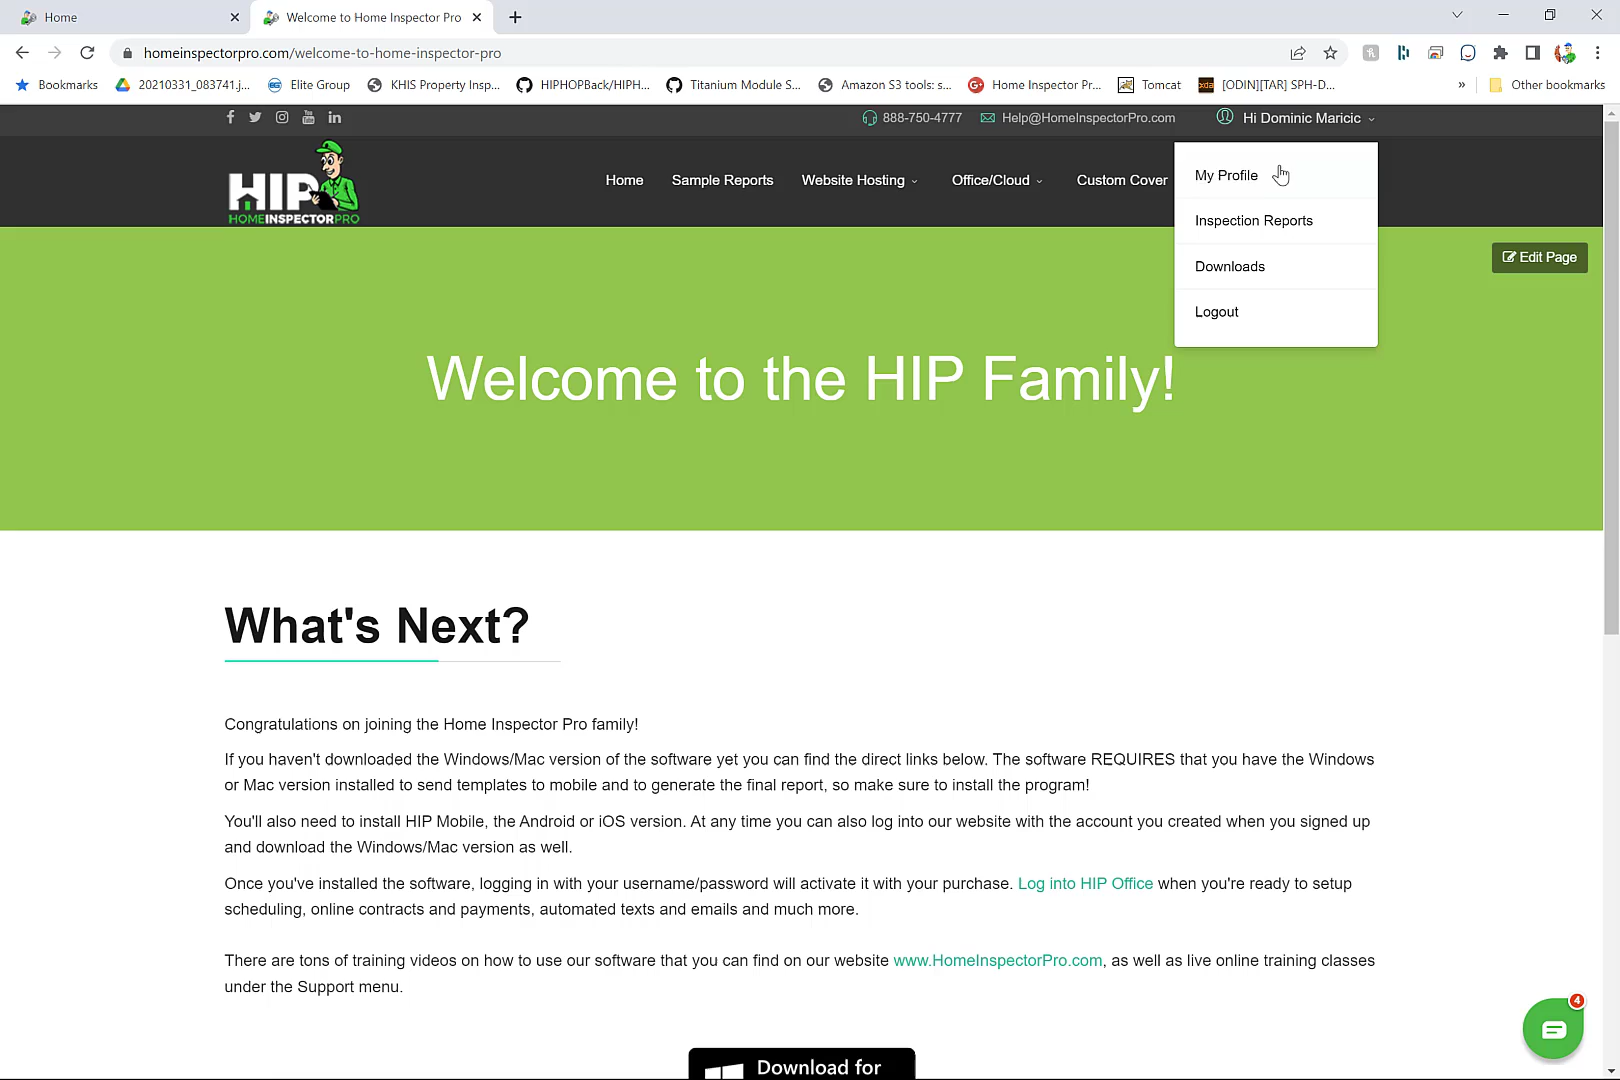 Home
Welcome to Home Inspector Pro
homeinspectorpro.com/welcome-to-home-inspector-pro
Bookmarks
20210331_083741.j...
Elite Group
KHIS Property Insp...
HIPHOPBack/HIPH...
Titanium Module S...
Amazon S3 tools: s...
Home Inspector Pr...
Tomcat
[ODIN][TAR] SPH-D...
»
Other bookmarks
888-750-4777
Help@HomeInspectorPro.com
Hi Dominic Maricic
HIP
HOMEINSPECTORPRO
Home
Sample Reports
Website Hosting
Office/Cloud
Custom Cover
My Profile
Inspection Reports
Downloads
Logout
Edit Page
Welcome to the HIP Family!
What's Next?
Congratulations on joining the Home Inspector Pro family!
If you haven't downloaded the Windows/Mac version of the software yet you can find the direct links below. The software REQUIRES that you have the Windows
or Mac version installed to send templates to mobile and to generate the final report, so make sure to install the program!
You'll also need to install HIP Mobile, the Android or iOS version. At any time you can also log into our website with the account you created when you signed up
and download the Windows/Mac version as well.
Once you've installed the software, logging in with your username/password will activate it with your purchase. Log into HIP Office when you're ready to setup
scheduling, online contracts and payments, automated texts and emails and much more.
There are tons of training videos on how to use our software that you can find on our website www.HomeInspectorPro.com, as well as live online training classes
under the Support menu.
4
Download for